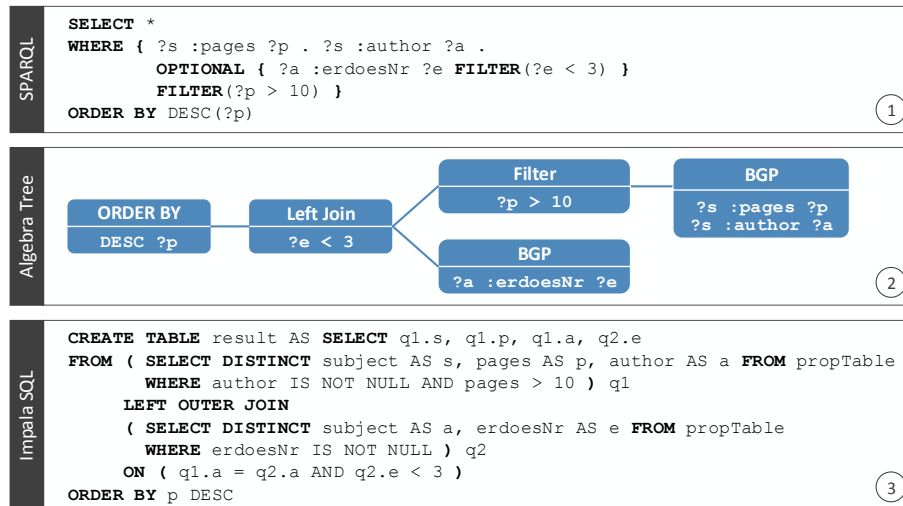 SPARQL
SELECT *
WHERE { ?s :pages ?p . ?s :author ?a .
OPTIONAL { ?a :erdoesNr ?e FILTER(?e < 3) }
FILTER(?p > 10) }
ORDER BY DESC(?p)
1
Algebra Tree
ORDER BY
DESC ?p
Left Join
?e < 3
Filter
?p > 10
BGP
?s :pages ?p
?s :author ?a
BGP
?a :erdoesNr ?e
2
Impala SQL
CREATE TABLE result AS SELECT q1.s, q1.p, q1.a, q2.e
FROM ( SELECT DISTINCT subject AS s, pages AS p, author AS a FROM propTable
WHERE author IS NOT NULL AND pages > 10 ) q1
LEFT OUTER JOIN
( SELECT DISTINCT subject AS a, erdoesNr AS e FROM propTable
WHERE erdoesNr IS NOT NULL ) q2
ON ( q1.a = q2.a AND q2.e < 3 )
ORDER BY p DESC
3